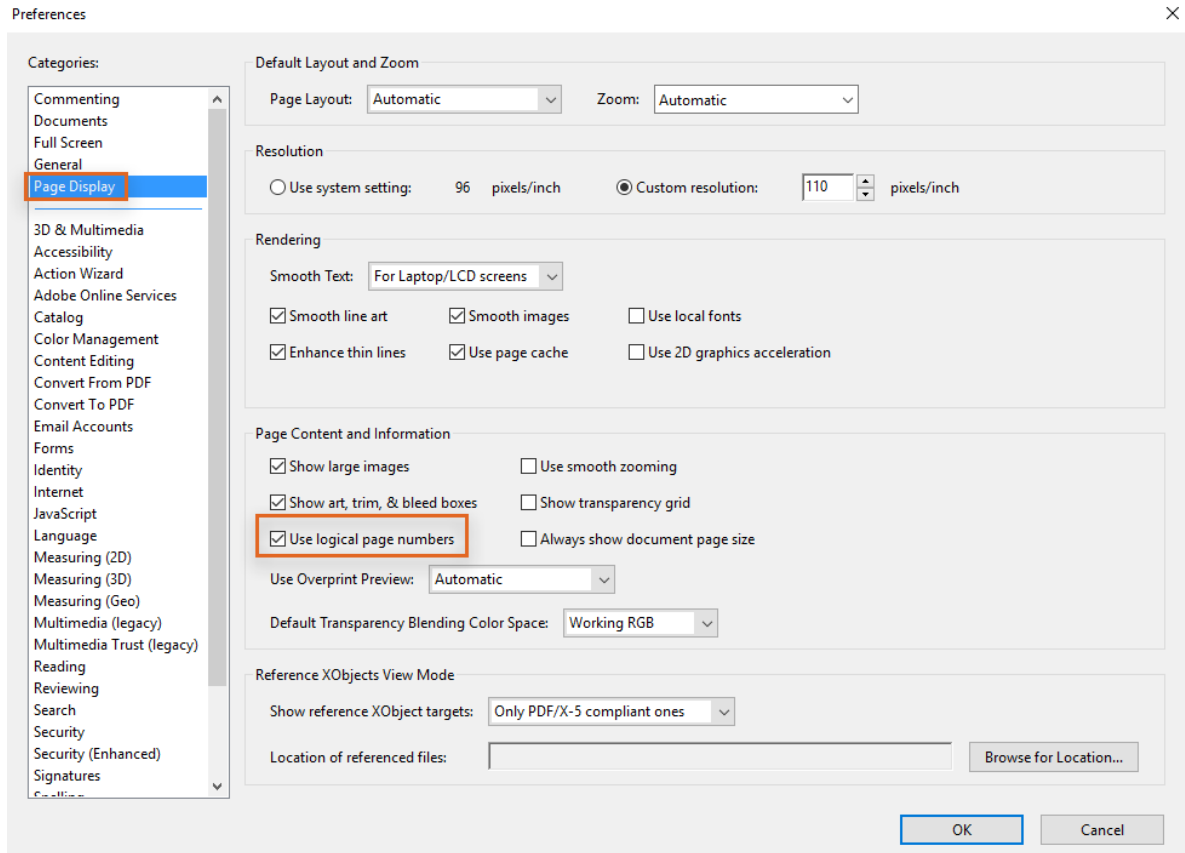 Preferences
Categories:
Commenting
Documents
Full Screen
General
Page Display
3D & Multimedia
Accessibility
Action Wizard
Adobe Online Services
Catalog
Color Management
Content Editing
Convert From PDF
Convert To PDF
Email Accounts
Forms
Identity
Internet
JavaScript
Language
Measuring (2D)
Measuring (3D)
Measuring (Geo)
Multimedia (legacy)
Multimedia Trust (legacy)
Reading
Reviewing
Search
Security
Security (Enhanced)
Signatures
Default Layout and Zoom
Page Layout: Automatic Zoom: Automatic
Resolution
Use system setting: 96 pixels/inch Custom resolution: 110 pixels/inch
Rendering
Smooth Text: For Laptop/LCD screens
Smooth line art Smooth images Use local fonts
Enhance thin lines Use page cache Use 2D graphics acceleration
Page Content and Information
Show large images Use smooth zooming
Show art, trim, & bleed boxes Show transparency grid
Use logical page numbers Always show document page size
Use Overprint Preview: Automatic
Default Transparency Blending Color Space: Working RGB
Reference XObjects View Mode
Show reference XObject targets: Only PDF/X-5 compliant ones
Location of referenced files: Browse for Location...
OK Cancel